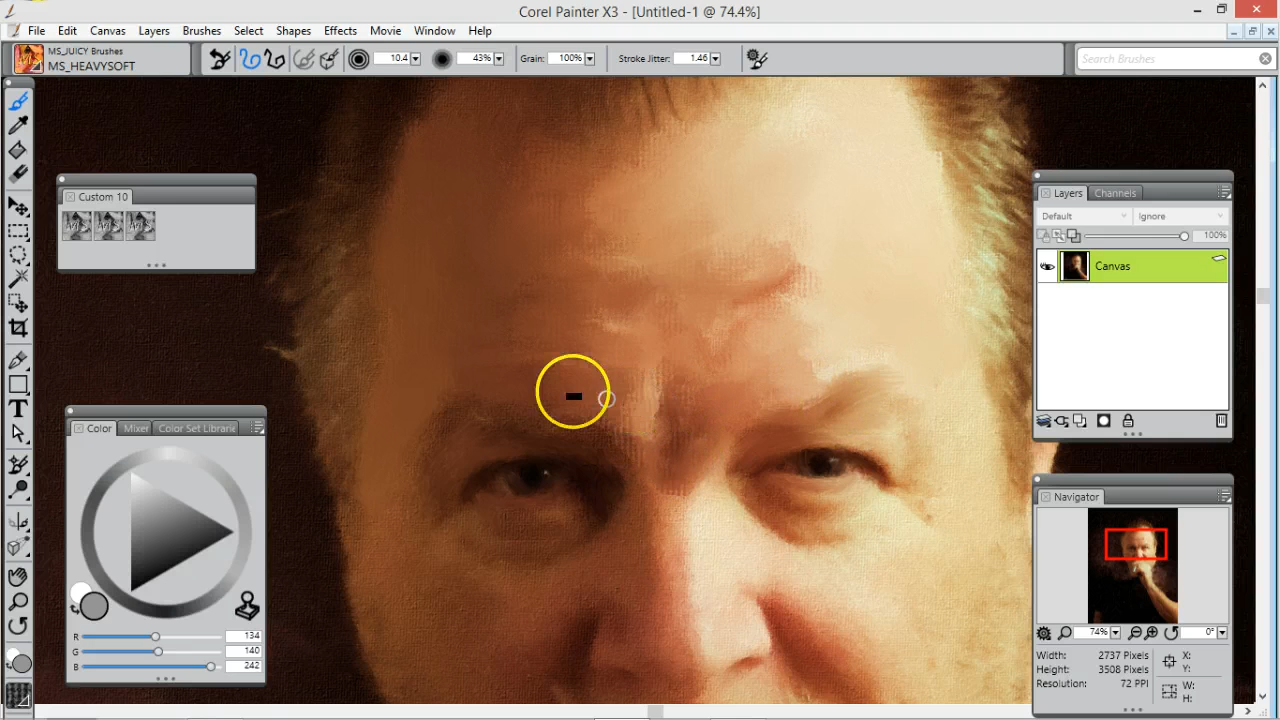 Corel Painter X3 - [Untitled-1 @ 74.4%]
File Edit Canvas Layers Brushes Select Shapes Effects Movie Window Help
MS_JUICY Brushes
MS_HEAVYSOFT
10.4
43%
Grain: 100%
Stroke Jitter: 1.46
Search Brushes
Custom 10
Layers Channels
Default Ignore
100%
Canvas
Color Mixer Color Set Librarie
R 134
G 140
B 242
T
Navigator
74% 0°
Width: 2737 Pixels X:
Height: 3508 Pixels Y:
Resolution: 72 PPI W:
H: